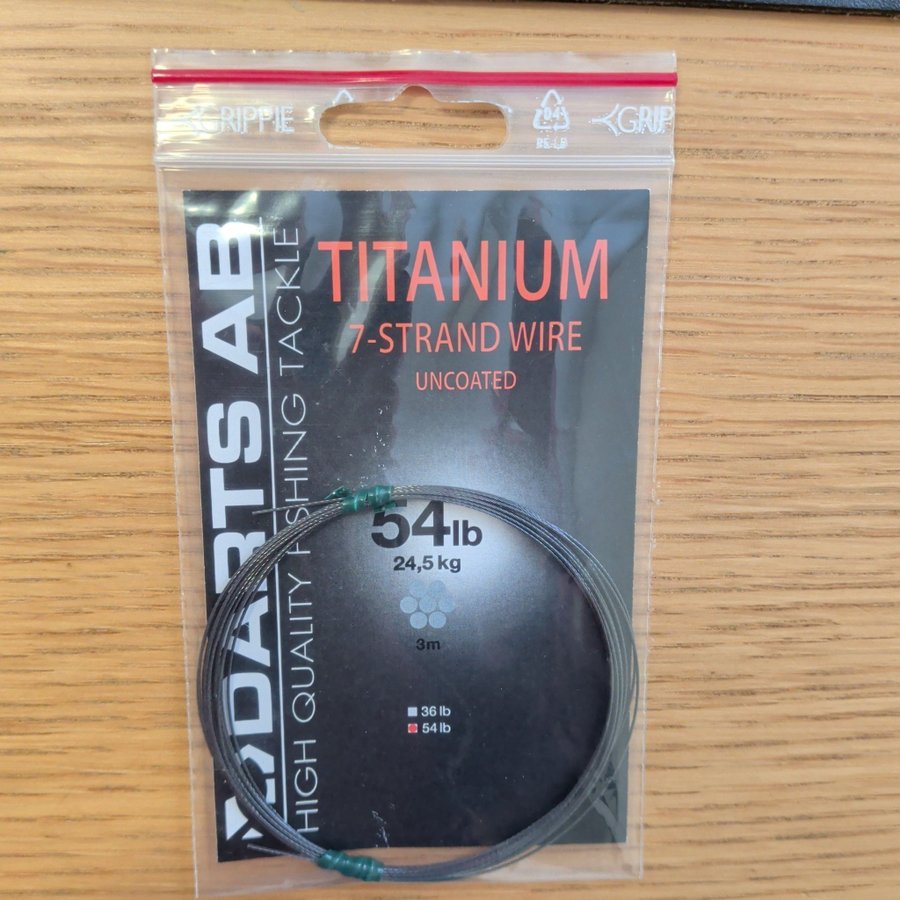 GRIPPIE
04
PE-LD
GRIP
DARTS AB
HIGH QUALITY FISHING TACKLE
TITANIUM
7-STRAND WIRE
UNCOATED
54lb
24,5 kg
3m
36 lb
54 lb